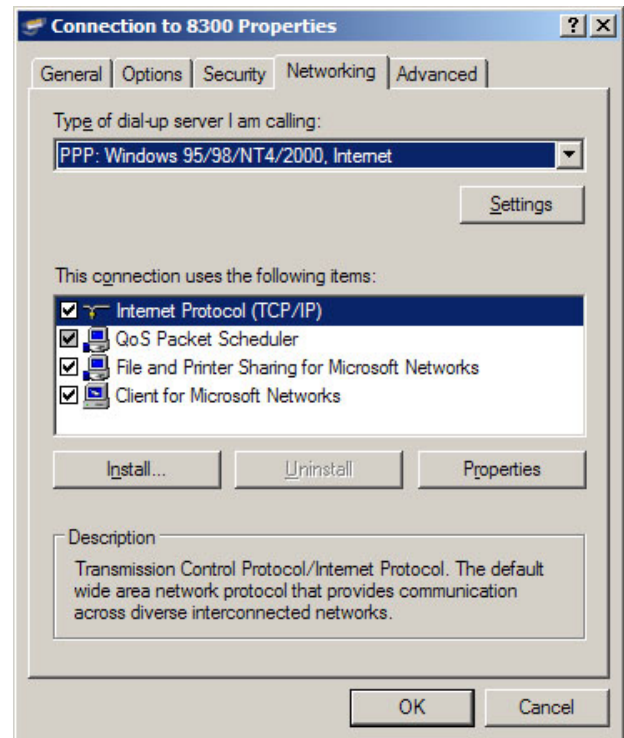 Connection to 8300 Properties
General Options Security Networking Advanced
Type of dial-up server I am calling:
PPP: Windows 95/98/NT4/2000, Internet
Settings
This connection uses the following items:
Internet Protocol (TCP/IP)
QoS Packet Scheduler
File and Printer Sharing for Microsoft Networks
Client for Microsoft Networks
Install... Uninstall Properties
Description
Transmission Control Protocol/Internet Protocol. The default
wide area network protocol that provides communication
across diverse interconnected networks.
OK Cancel